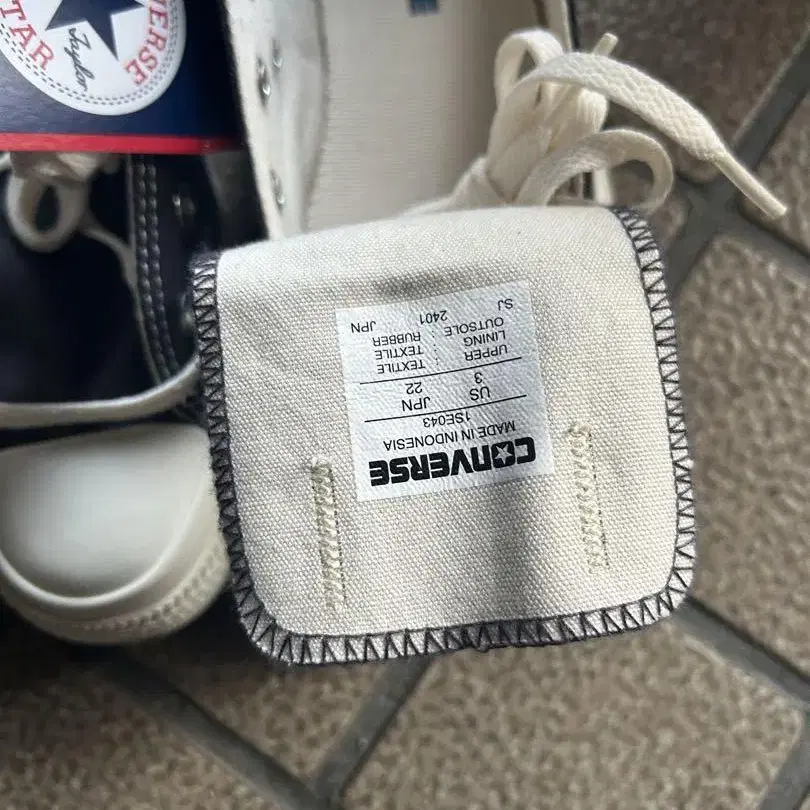 CONVERSE
MADE IN INDONESIA
1SE043
US JPN
3 22
UPPER : TEXTILE
LINING : TEXTILE
OUTSOLE : RUBBER
2401 JPN
SJ
VERSE
STAR
Taylor